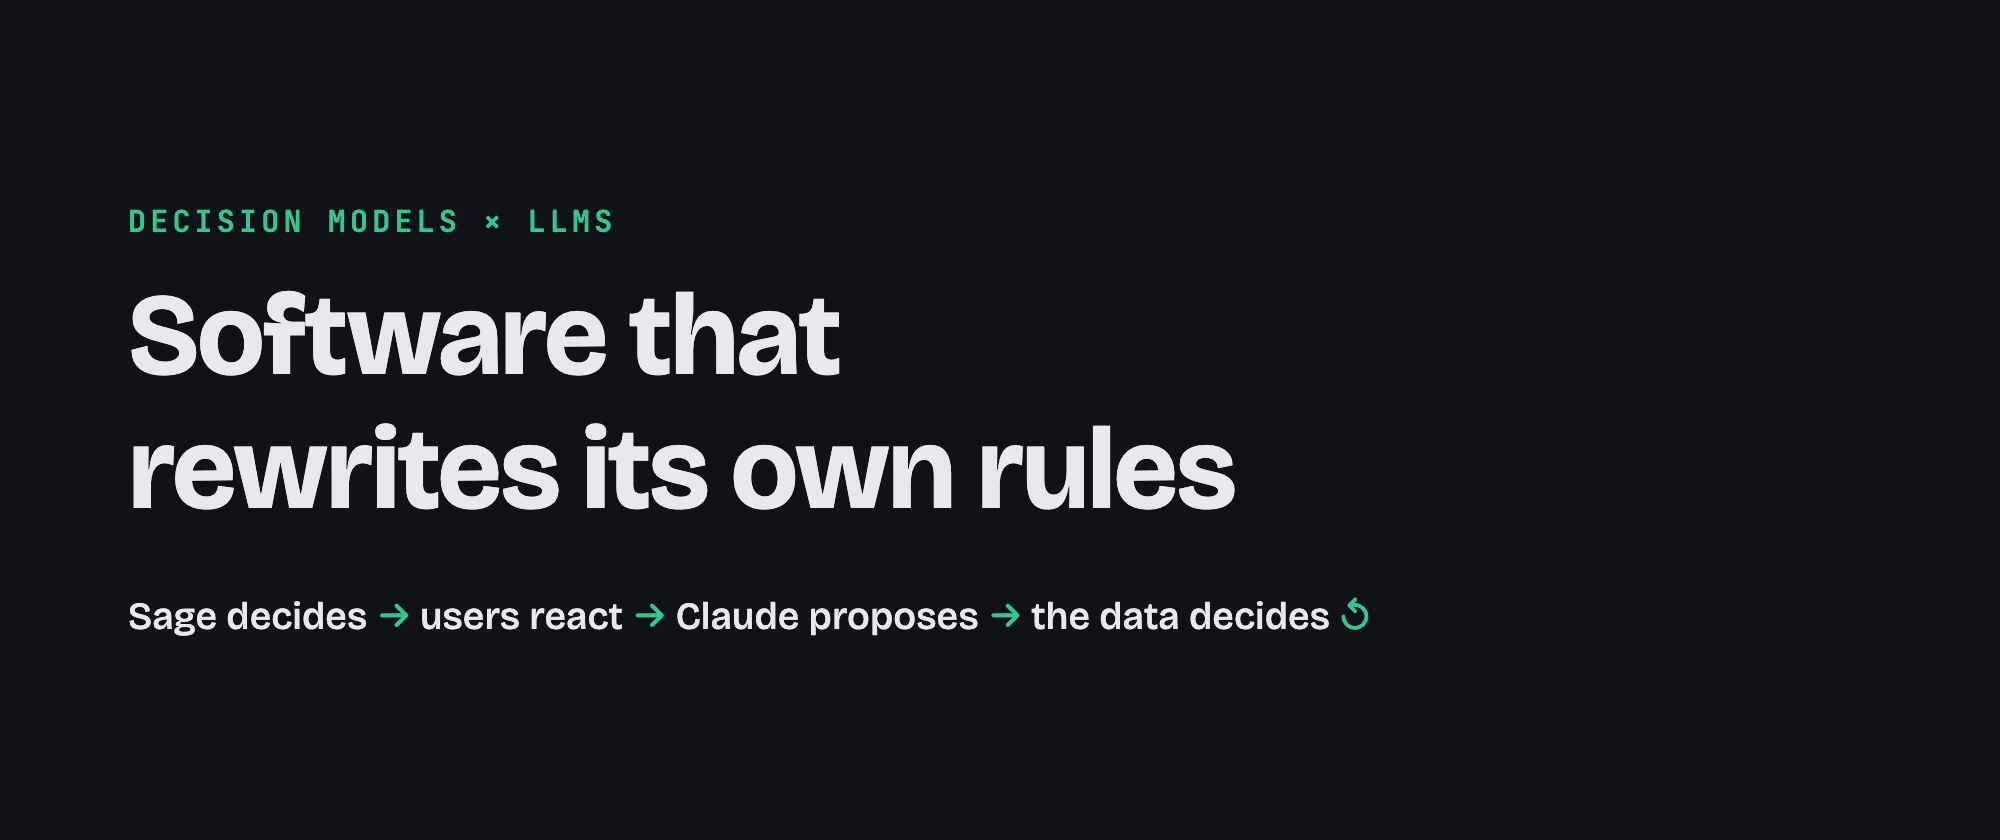 DECISION MODELS × LLMS
Software that
rewrites its own rules
Sage decides → users react → Claude proposes → the data decides ↺